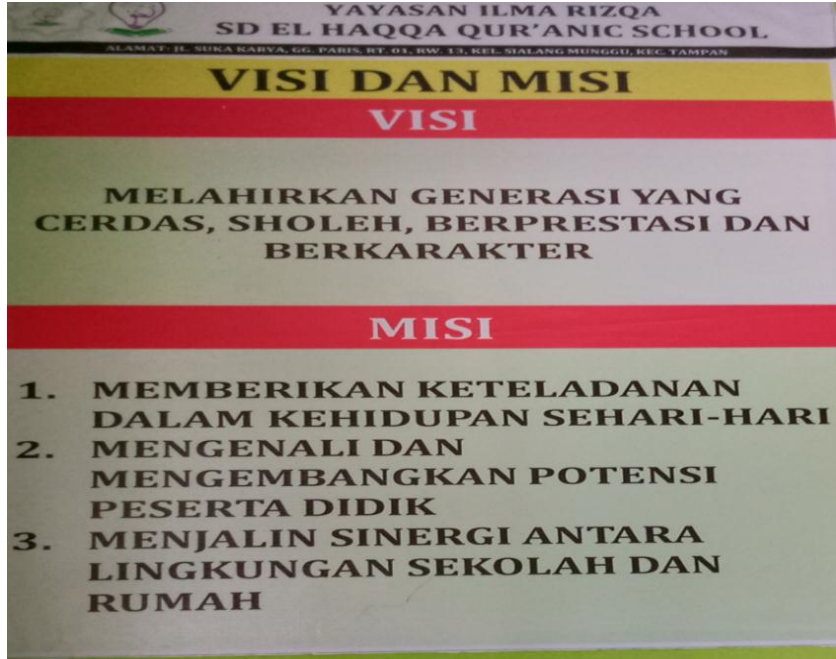 YAYASAN ILMA RIZQA
SD EL HAQQA QUR'ANIC SCHOOL
ALAMAT: JL. SUKA KARYA, GG. PARIS, RT. 01, RW. 13, KEL. SIALANG MUNGGU, KEC. TAMPAN
VISI DAN MISI
VISI
MELAHIRKAN GENERASI YANG
CERDAS, SHOLEH, BERPRESTASI DAN
BERKARAKTER
MISI
1. MEMBERIKAN KETELADANAN
DALAM KEHIDUPAN SEHARI-HARI
2. MENGENALI DAN
MENGEMBANGKAN POTENSI
PESERTA DIDIK
3. MENJALIN SINERGI ANTARA
LINGKUNGAN SEKOLAH DAN
RUMAH